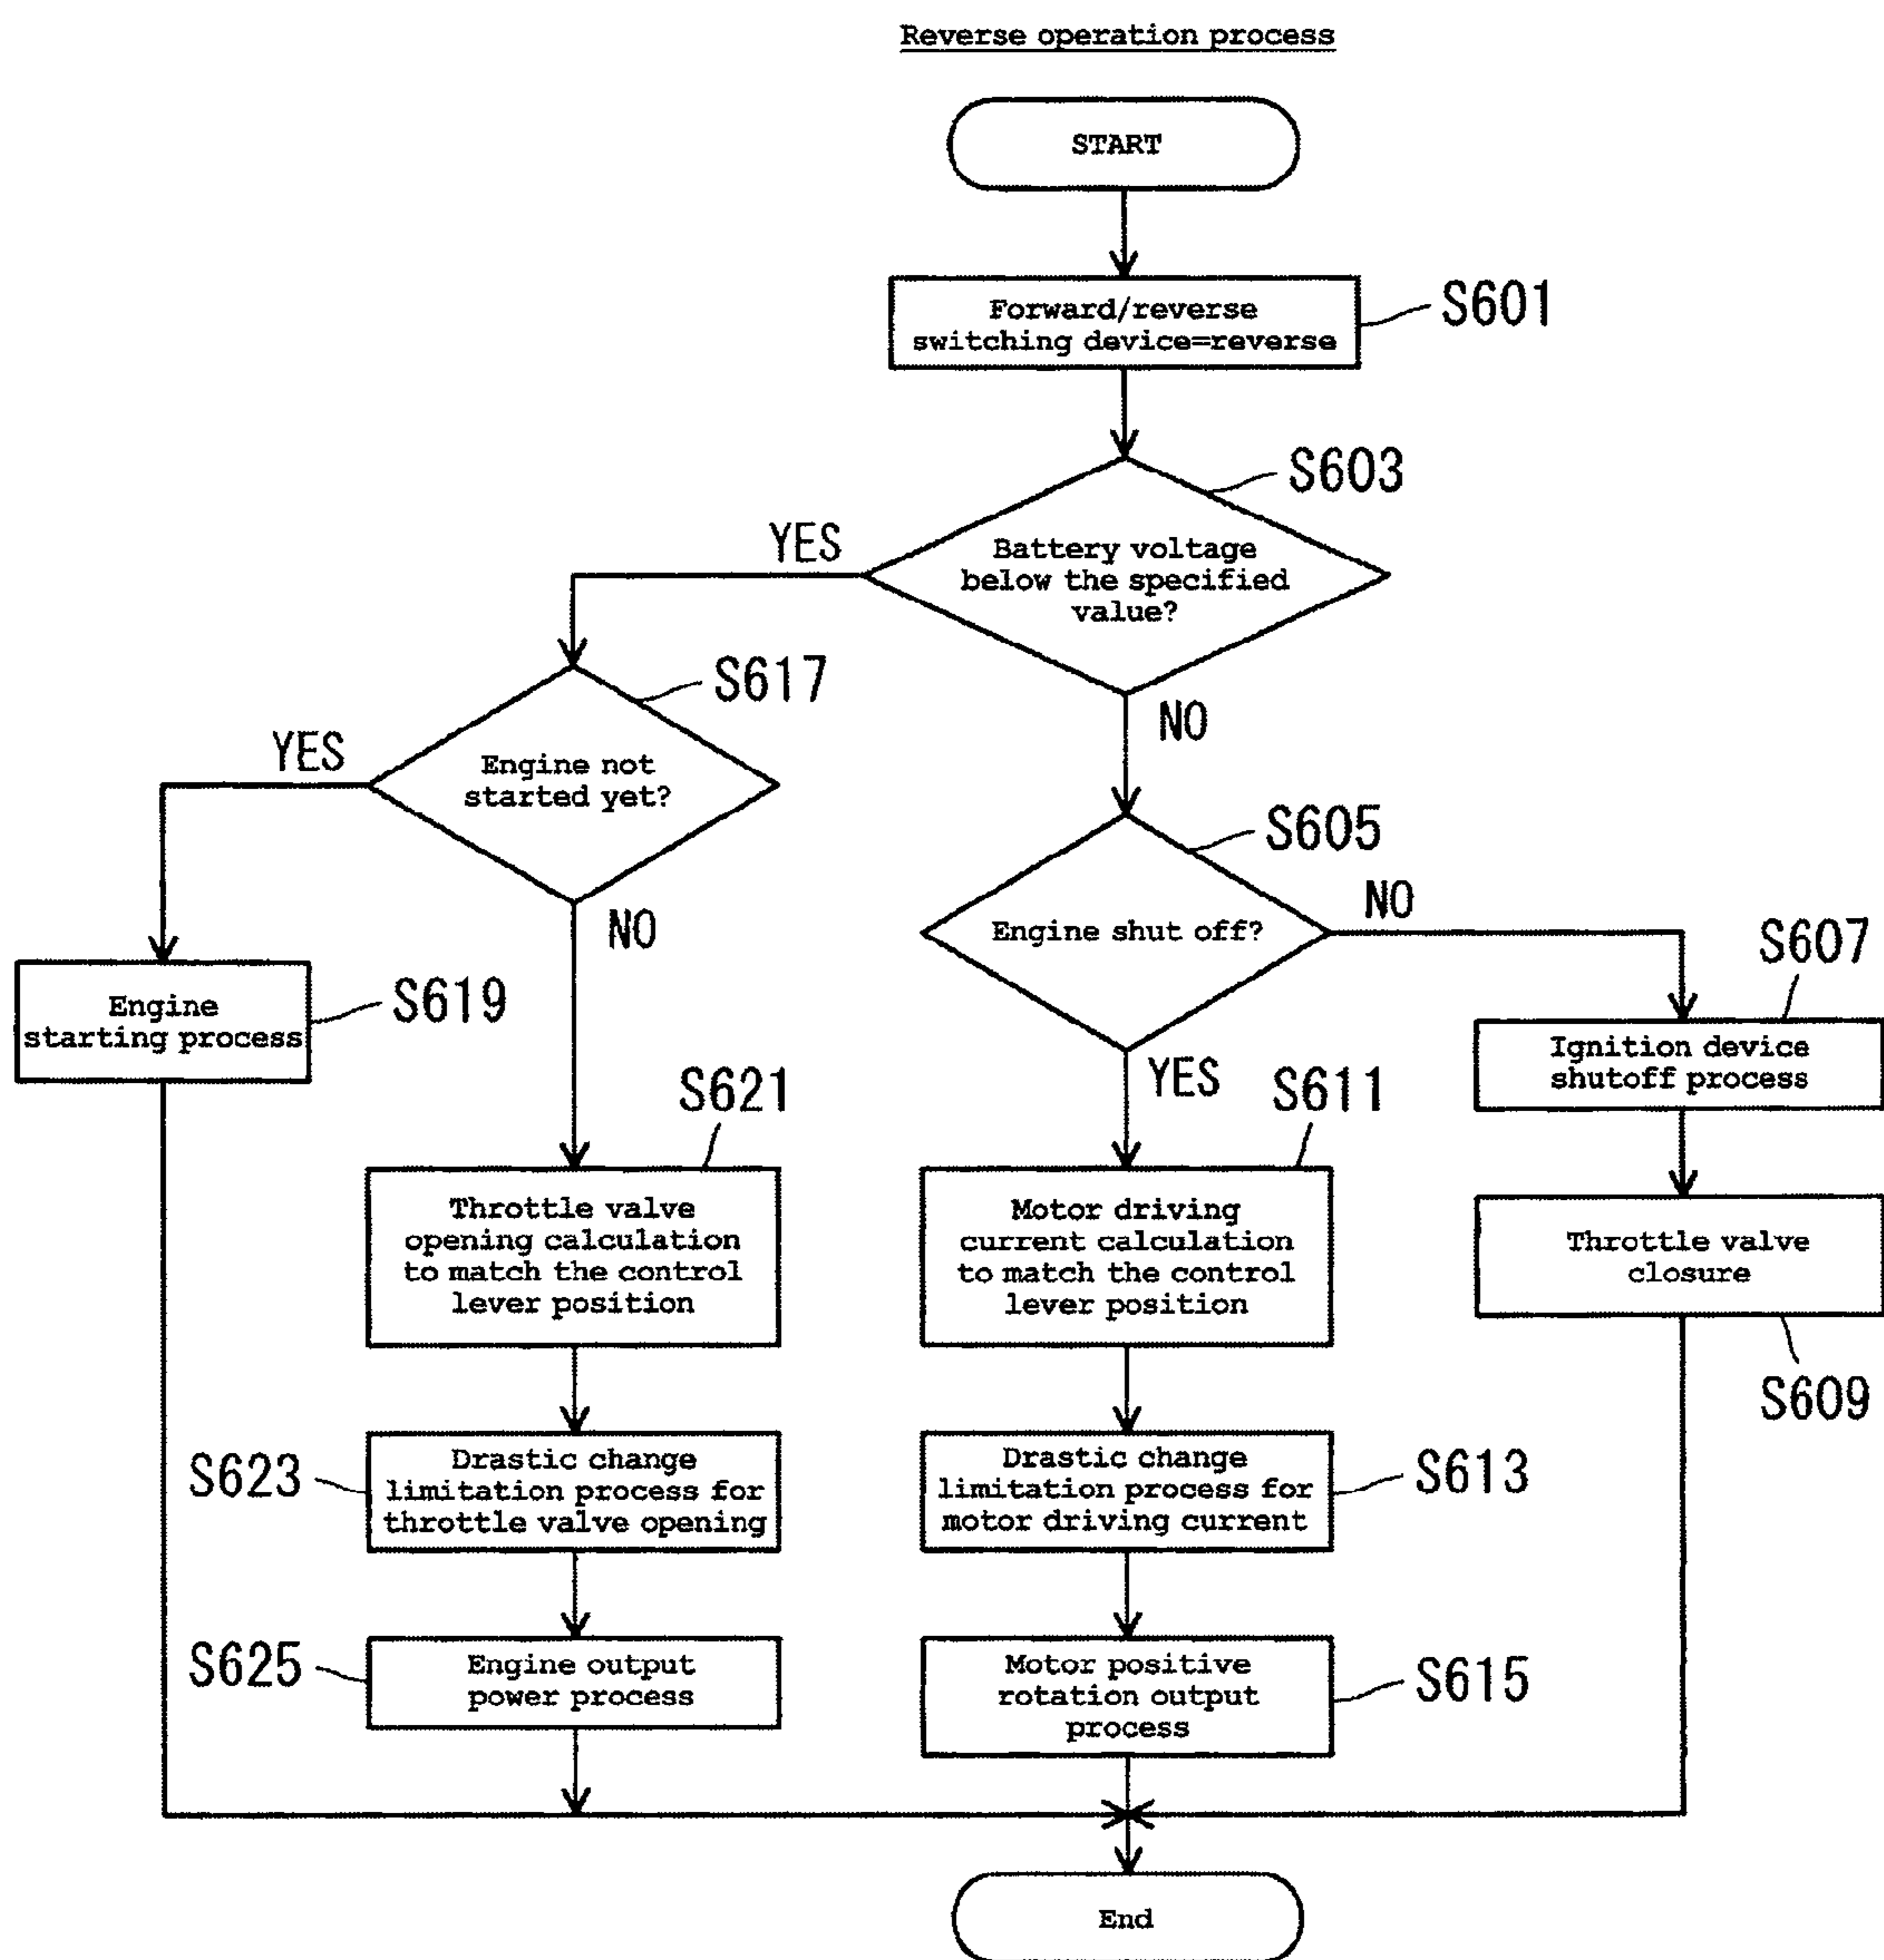 Reverse operation process
START
Forward/reverse
switching device=reverse
S601
S603
YES
Battery voltage
below the specified
value?
S617
NO
YES
Engine not
started yet?
S605
NO
NO
Engine shut off?
S607
S619
Engine
starting process
YES
Ignition device
shutoff process
S621
S611
Throttle valve
opening calculation
to match the control
lever position
Motor driving
current calculation
to match the control
lever position
Throttle valve
closure
S609
S623
Drastic change
limitation process for
throttle valve opening
Drastic change
limitation process for
motor driving current
S613
S625
Engine output
power process
Motor positive
rotation output
process
S615
End